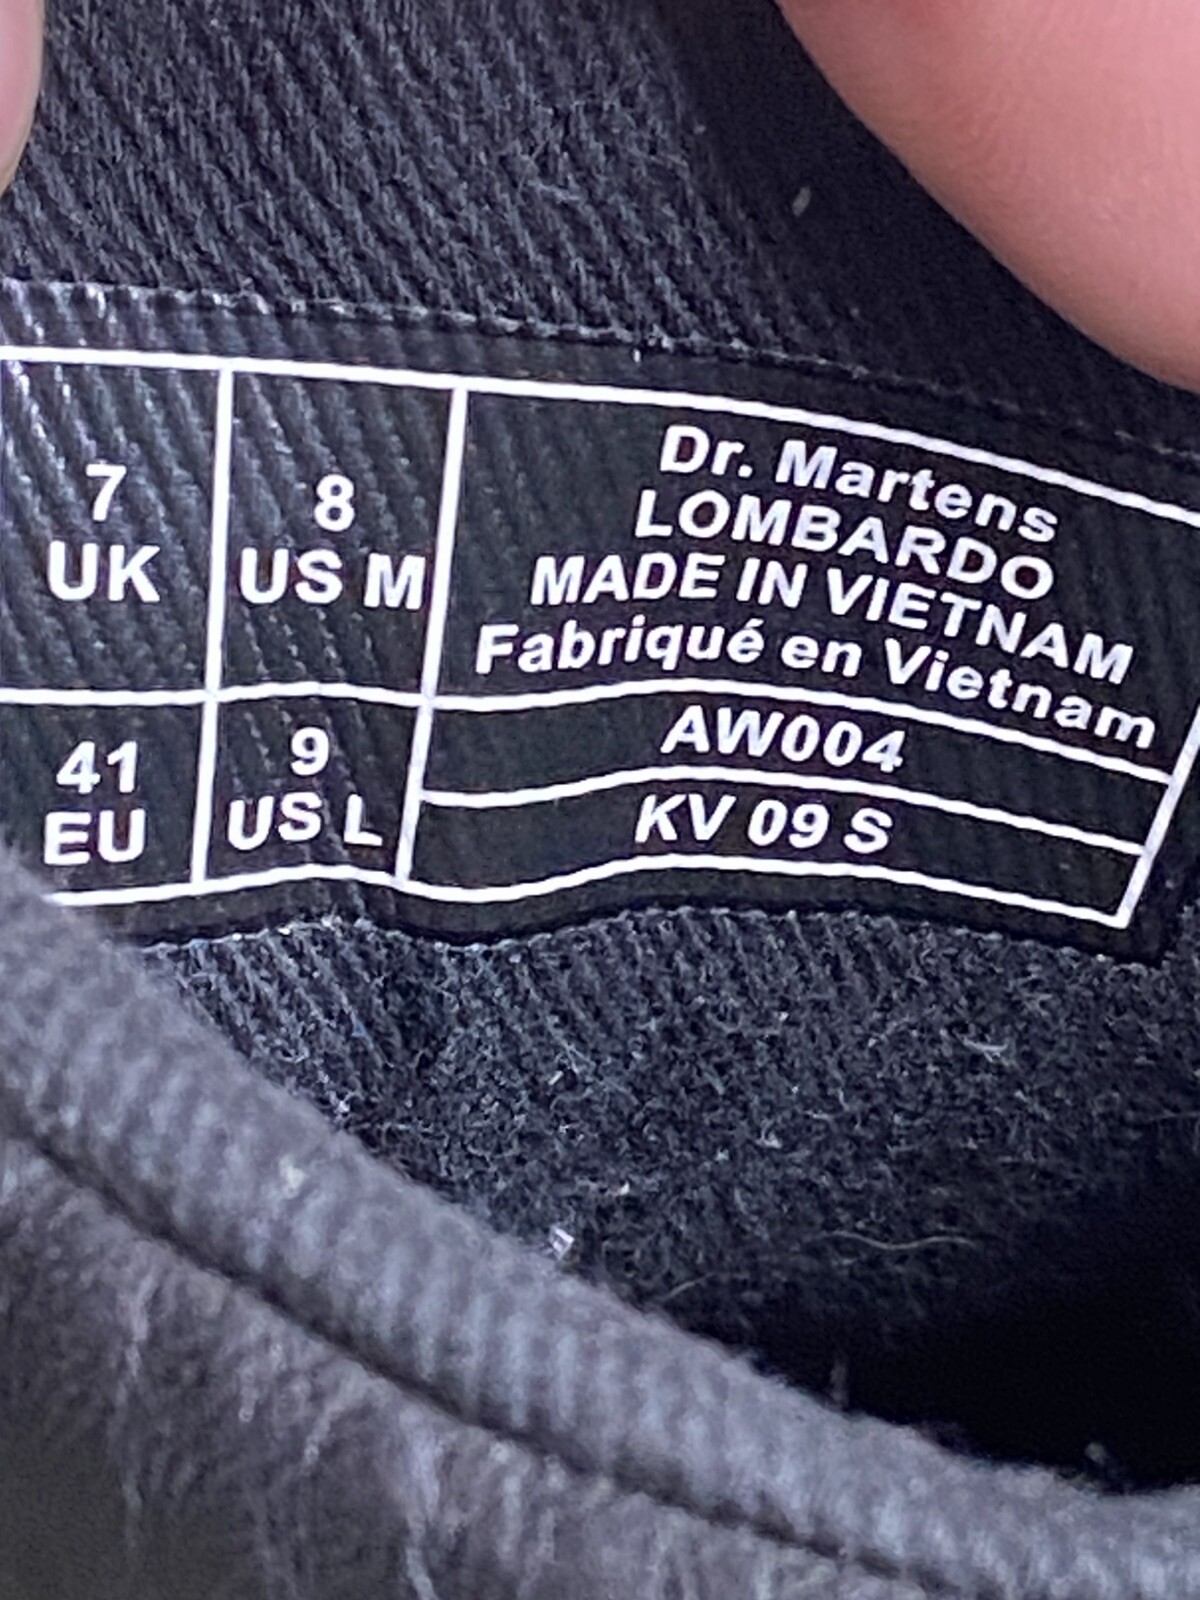 7
UK
8
US M
41
EU
9
US L
Dr. Martens
LOMBARDO
MADE IN VIETNAM
Fabriqué en Vietnam
AW004
KV 09 S